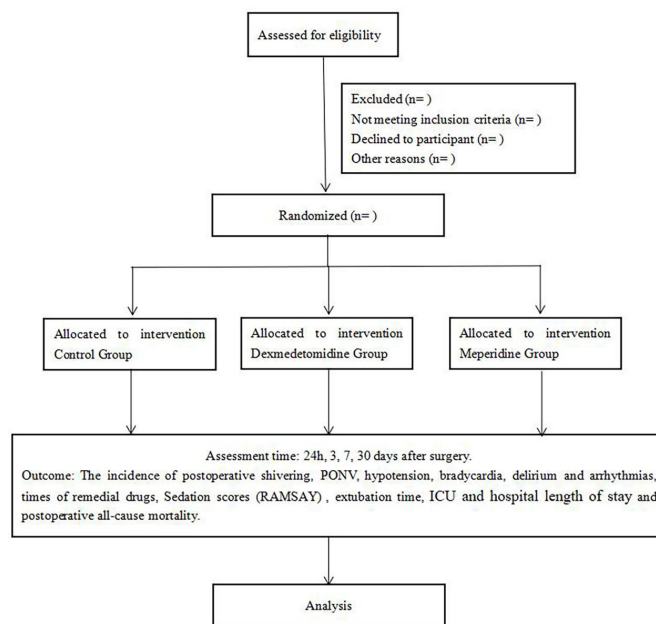 Assessed for eligibility
Excluded (n= )
Not meeting inclusion criteria (n= )
Declined to participant (n= )
Other reasons (n= )
Randomized (n= )
Allocated to intervention
Control Group
Allocated to intervention
Dexmedetomidine Group
Allocated to intervention
Meperidine Group
Assessment time: 24h, 3, 7, 30 days after surgery.
Outcome: The incidence of postoperative shivering, PONV, hypotension, bradycardia, delirium and arrhythmias,
times of remedial drugs, Sedation scores (RAMSAY) , extubation time, ICU and hospital length of stay and
postoperative all-cause mortality.
Analysis